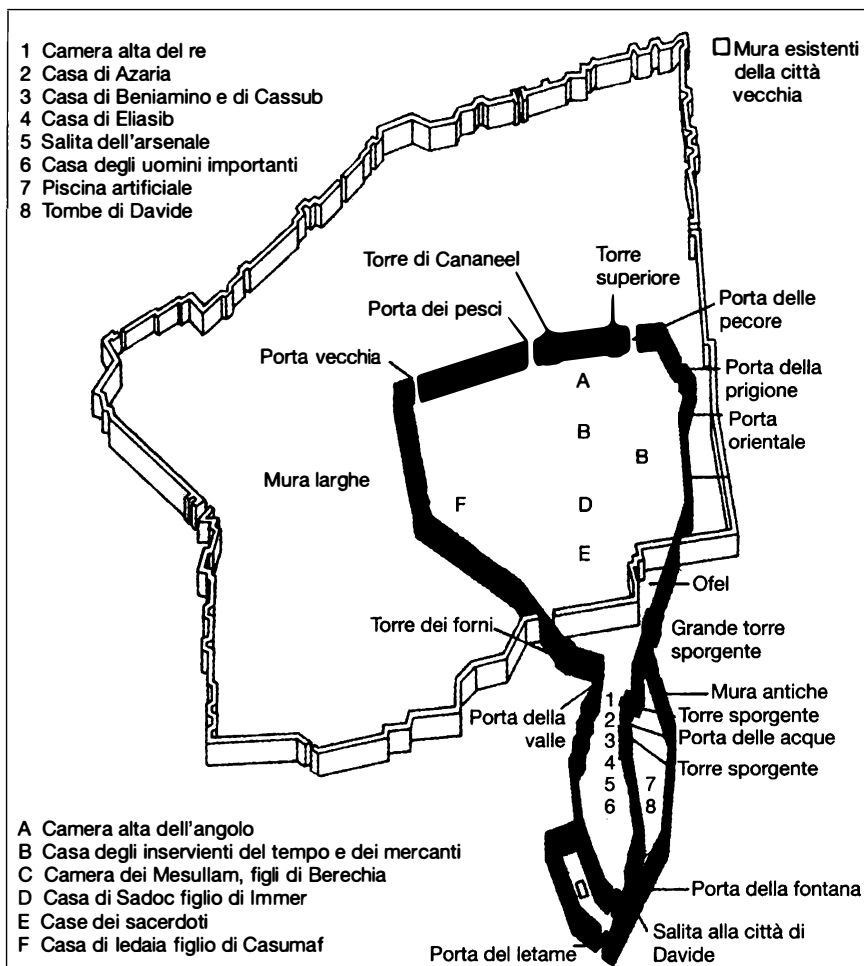 1 Camera alta del re
2 Casa di Azaria
3 Casa di Beniamino e di Cassub
4 Casa di Eliasib
5 Salita dell'arsenale
6 Casa degli uomini importanti
7 Piscina artificiale
8 Tombe di Davide
Mura esistenti
della città
vecchia
Torre di Cananeel
Torre
superiore
Porta dei pesci
Porta delle
pecore
Porta vecchia
Porta della
prigione
A
Porta
orientale
B
B
Mura larghe
F
D
E
Ofel
Torre dei forni
Grande torre
sporgente
Mura antiche
Porta della
valle
1
2
3
4
5
6
Torre sporgente
Porta delle acque
Torre sporgente
7
8
A Camera alta dell'angolo
B Casa degli inservienti del tempo e dei mercanti
C Camera dei Mesullam, figli di Berechia
D Casa di Sadoc figlio di Immer
E Case dei sacerdoti
F Casa di Iedaia figlio di Casumaf
Porta della fontana
Salita alla città di
Davide
Porta del letame